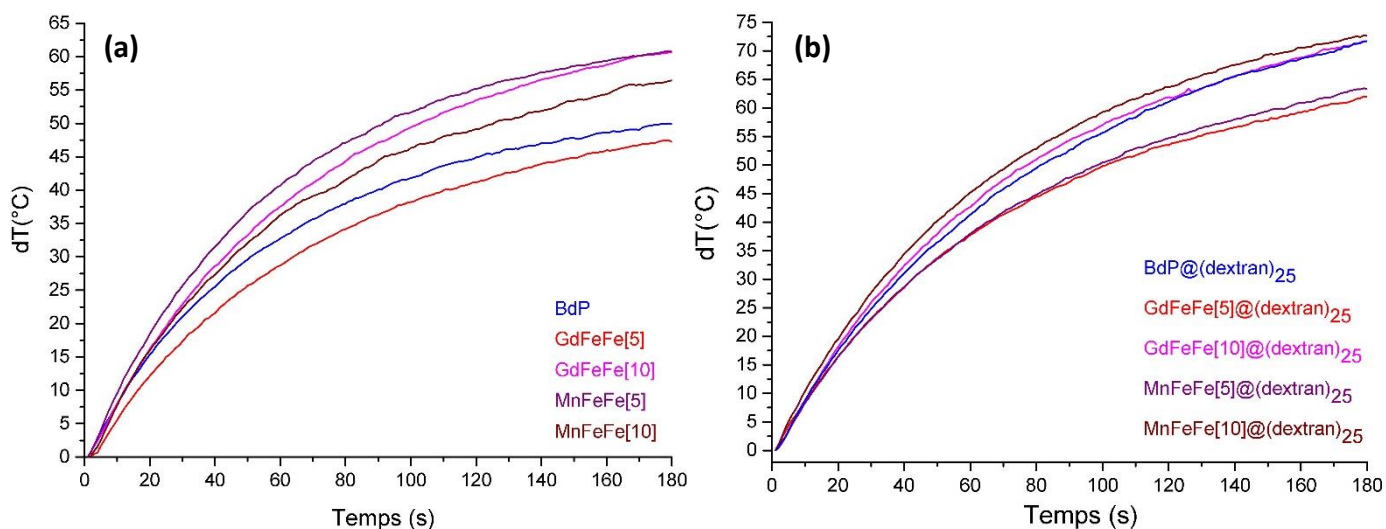 (a)
65
60
55
50
45
40
35
30
25
20
15
10
5
0
dT(°C)
0 20 40 60 80 100 120 140 160 180
Temps (s)
BdP
GdFeFe[5]
GdFeFe[10]
MnFeFe[5]
MnFeFe[10]
(b)
75
70
65
60
55
50
45
40
35
30
25
20
15
10
5
0
dT(°C)
0 20 40 60 80 100 120 140 160 180
Temps (s)
BdP@(dextran)25
GdFeFe[5]@(dextran)25
GdFeFe[10]@(dextran)25
MnFeFe[5]@(dextran)25
MnFeFe[10]@(dextran)25